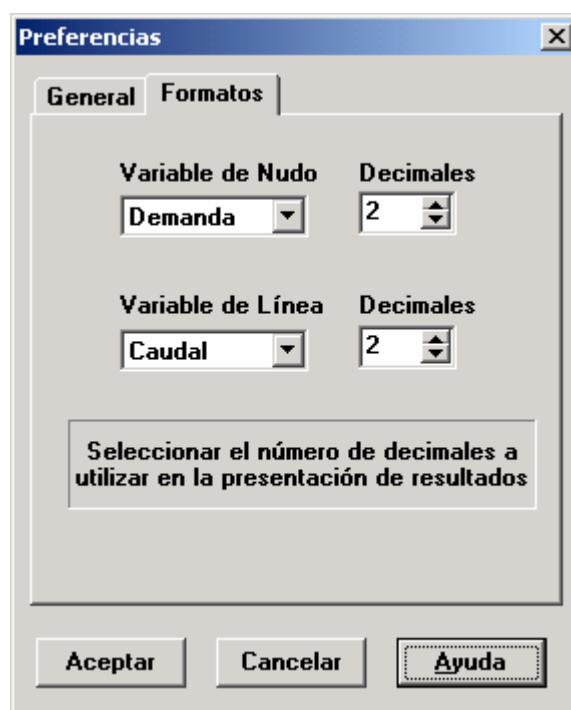 Preferencias
General Formatos
Variable de Nudo Decimales
Demanda 2
Variable de Línea Decimales
Caudal 2
Seleccionar el número de decimales a
utilizar en la presentación de resultados
Aceptar Cancelar Ayuda